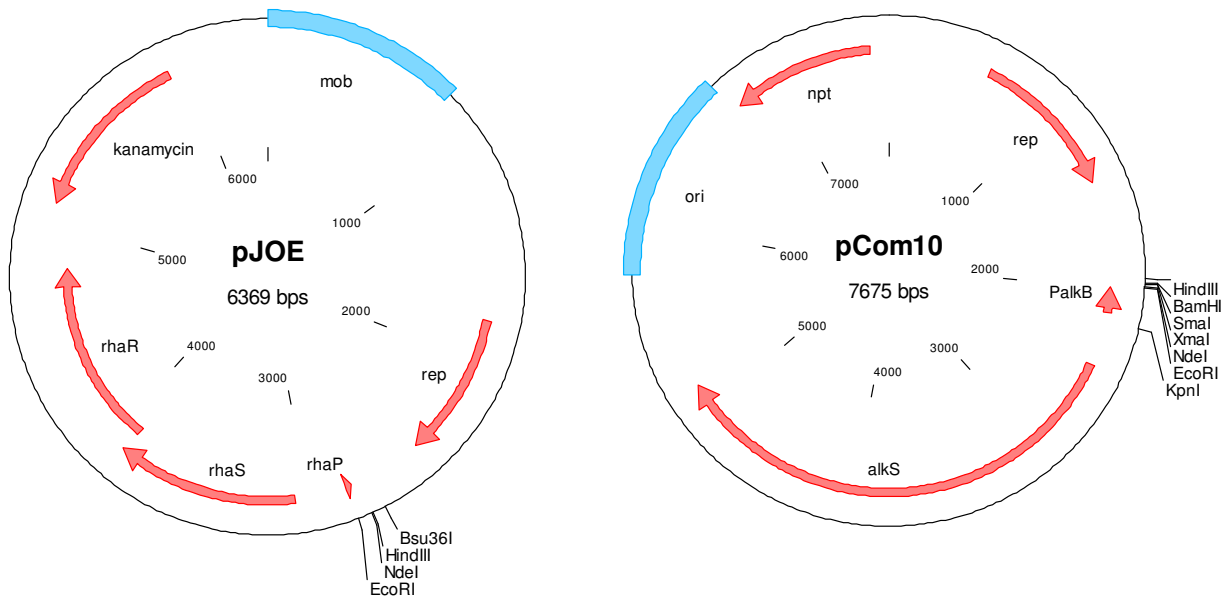 mob
kanamycin
6000
1000
pJOE
5000
6369 bps
2000
rhaR
4000
rep
3000
rhaS
rhaP
Bsu36I
HindIII
NdeI
EcoRI
npt
rep
7000
1000
ori
pCom10
6000
2000
PalkB
7675 bps
HindIII
BamHI
SmaI
XmaI
NdeI
EcoRI
KpnI
5000
3000
4000
alkS